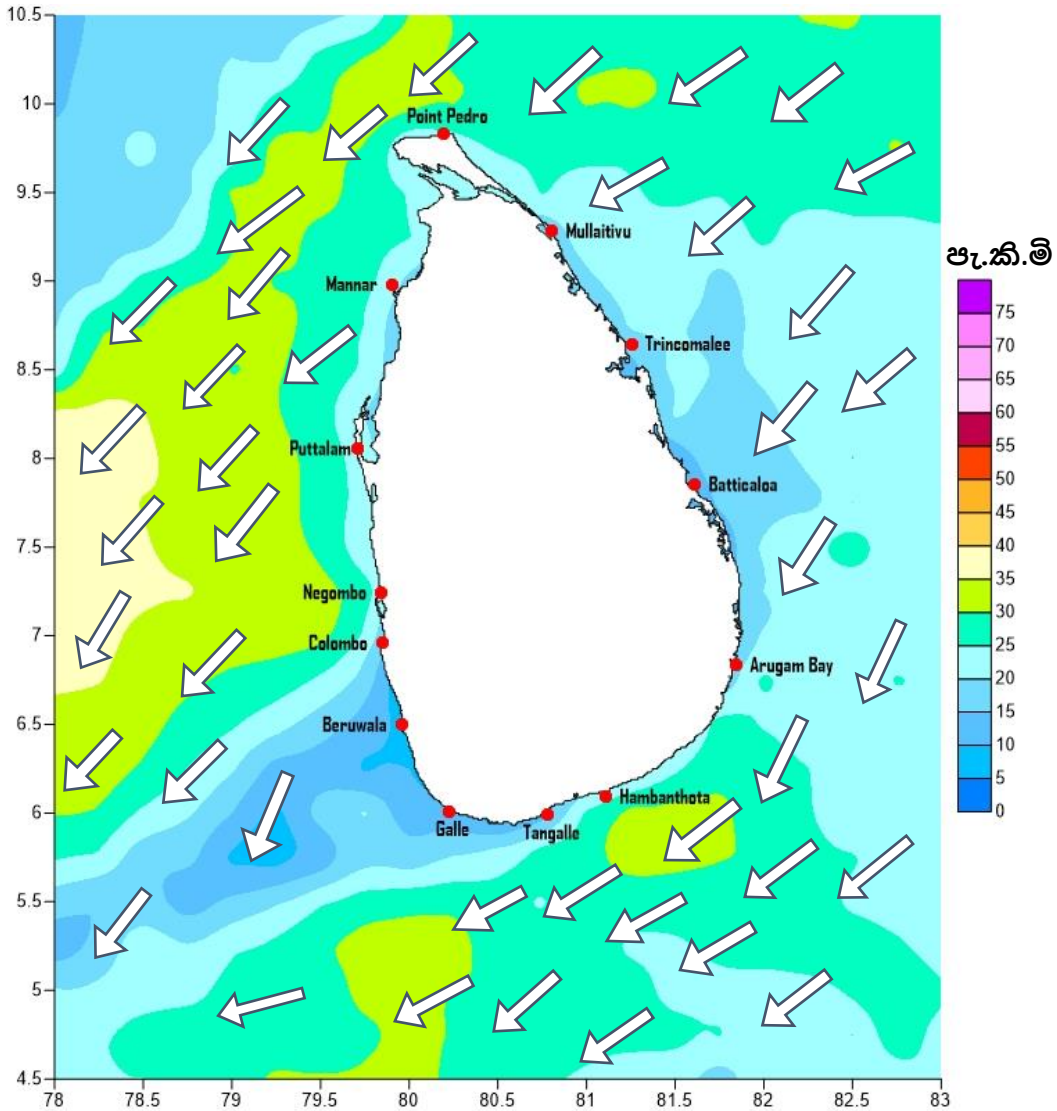 10.5
10
9.5
9
8.5
8
7.5
7
6.5
6
5.5
5
4.5
78 78.5 79 79.5 80 80.5 81 81.5 82 82.5 83
Point Pedro
Mullaitivu
Mannar
Trincomalee
Puttalam
Batticaloa
Negombo
Colombo
Arugam Bay
Beruwala
Hambanthota
Galle
Tangalle
පැ.කි.මි
75
70
65
60
55
50
45
40
35
30
25
20
15
10
5
0